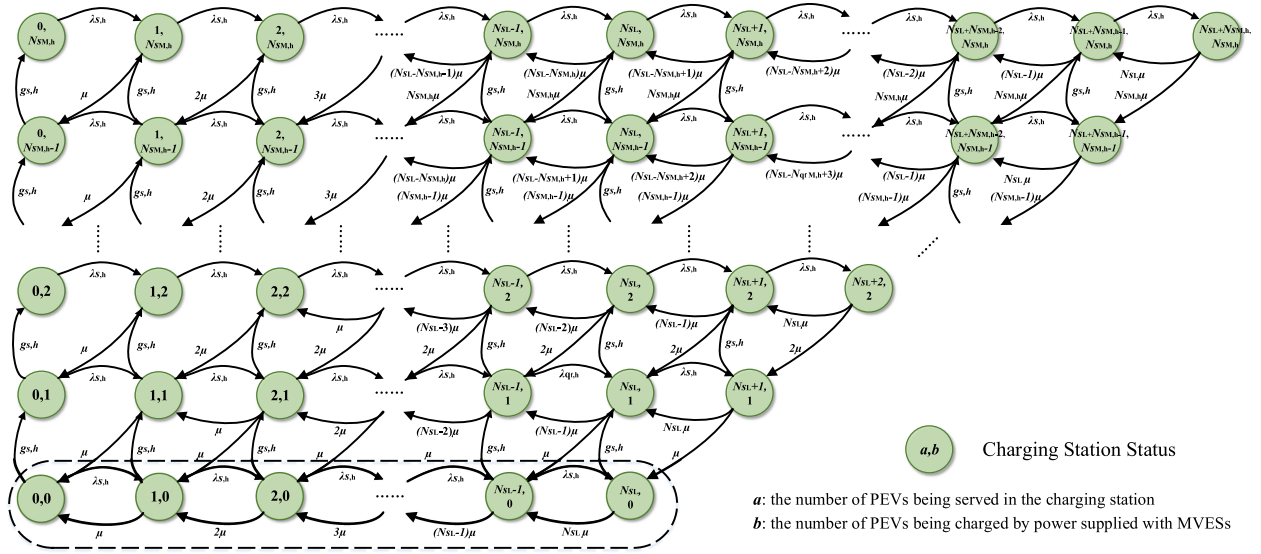 λS,h λS,h λS,h λS,h λS,h λS,h λS,h λS,h λS,h λS,h
0, NSM,h 1, NSM,h 2, NSM,h ...... NSL-1, NSM,h NSL, NSM,h NSL+1, NSM,h ...... NSL+NSM,h-2, NSM,h NSL+NSM,h-1, NSM,h NSL+NSM,h, NSM,h
(NSL-NSM,h-1)μ (NSL-NSM,h)μ (NSL-NSM,h+1)μ (NSL-NSM,h+2)μ (NSL-2)μ (NSL-1)μ NSLμ
gS,h μ gS,h 2μ gS,h 3μ NSM,hμ gS,h NSM,hμ gS,h NSM,hμ gS,h NSM,hμ gS,h NSM,hμ gS,h NSM,hμ
λS,h λS,h λS,h λS,h λS,h λS,h λS,h λS,h λS,h
0, NSM,h-1 1, NSM,h-1 2, NSM,h-1 ...... NSL-1, NSM,h-1 NSL, NSM,h-1 NSL+1, NSM,h-1 ...... NSL+NSM,h-2, NSM,h-1 NSL+NSM,h-1, NSM,h-1
(NSL-NSM,h)μ (NSL-NSM,h+1)μ (NSL-NSM,h+2)μ (NSL-NqrM,h+3)μ (NSL-1)μ NSLμ
gS,h μ gS,h 2μ gS,h 3μ (NSM,h-1)μ gS,h (NSM,h-1)μ gS,h (NSM,h-1)μ gS,h (NSM,h-1)μ gS,h (NSM,h-1)μ
λS,h λS,h λS,h λS,h λS,h λS,h λS,h
0,2 1,2 2,2 ...... NSL-1, 2 NSL, 2 NSL+1, 2 NSL+2, 2
μ (NSL-3)μ (NSL-2)μ (NSL-1)μ NSLμ
gS,h μ gS,h 2μ gS,h 2μ 2μ gS,h 2μ gS,h 2μ gS,h 2μ
λS,h λS,h λS,h λS,h λqr,h λS,h
0,1 1,1 2,1 ...... NSL-1, 1 NSL, 1 NSL+1, 1
μ 2μ (NSL-2)μ (NSL-1)μ NSLμ
gS,h μ gS,h μ gS,h μ μ gS,h μ gS,h μ
λS,h λS,h λS,h λS,h λS,h
0,0 1,0 2,0 ...... NSL-1, 0 NSL, 0
μ 2μ 3μ (NSL-1)μ NSLμ
a,b Charging Station Status
a: the number of PEVs being served in the charging station
b: the number of PEVs being charged by power supplied with MVESs